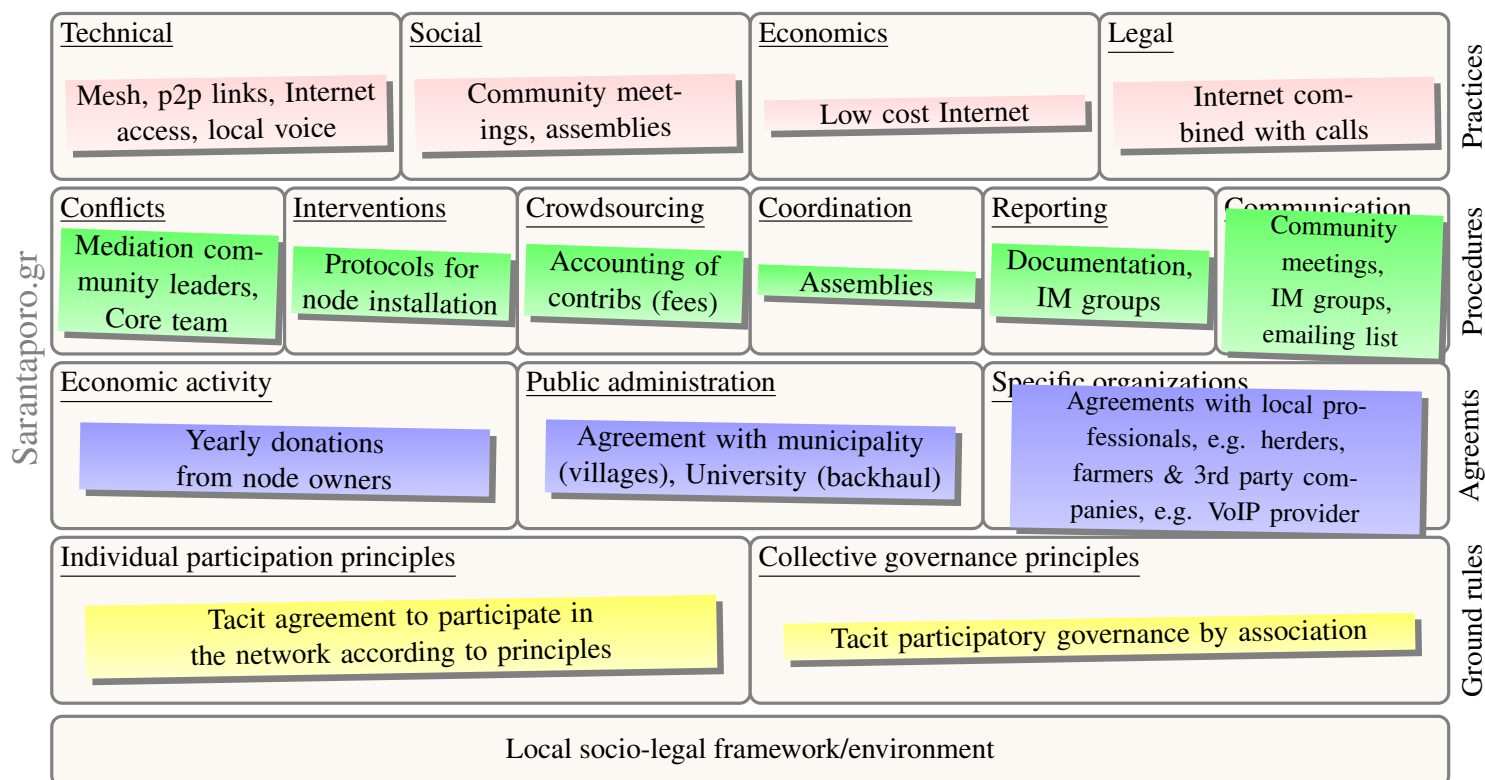 Technical
Mesh, p2p links, Internet
access, local voice
Social
Community meet-
ings, assemblies
Economics
Low cost Internet
Legal
Internet com-
bined with calls
Practices
Conflicts
Mediation com-
munity leaders,
Core team
Interventions
Protocols for
node installation
Crowdsourcing
Accounting of
contribs (fees)
Coordination
Assemblies
Reporting
Documentation,
IM groups
Communication
Community
meetings,
IM groups,
emailing list
Procedures
Sarantaporo.gr
Economic activity
Yearly donations
from node owners
Public administration
Agreement with municipality
(villages), University (backhaul)
Specific organizations
Agreements with local pro-
fessionals, e.g. herders,
farmers & 3rd party com-
panies, e.g. VoIP provider
Agreemts
Individual participation principles
Tacit agreement to participate in
the network according to principles
Collective governance principles
Tacit participatory governance by association
Ground rules
Local socio-legal framework/environment